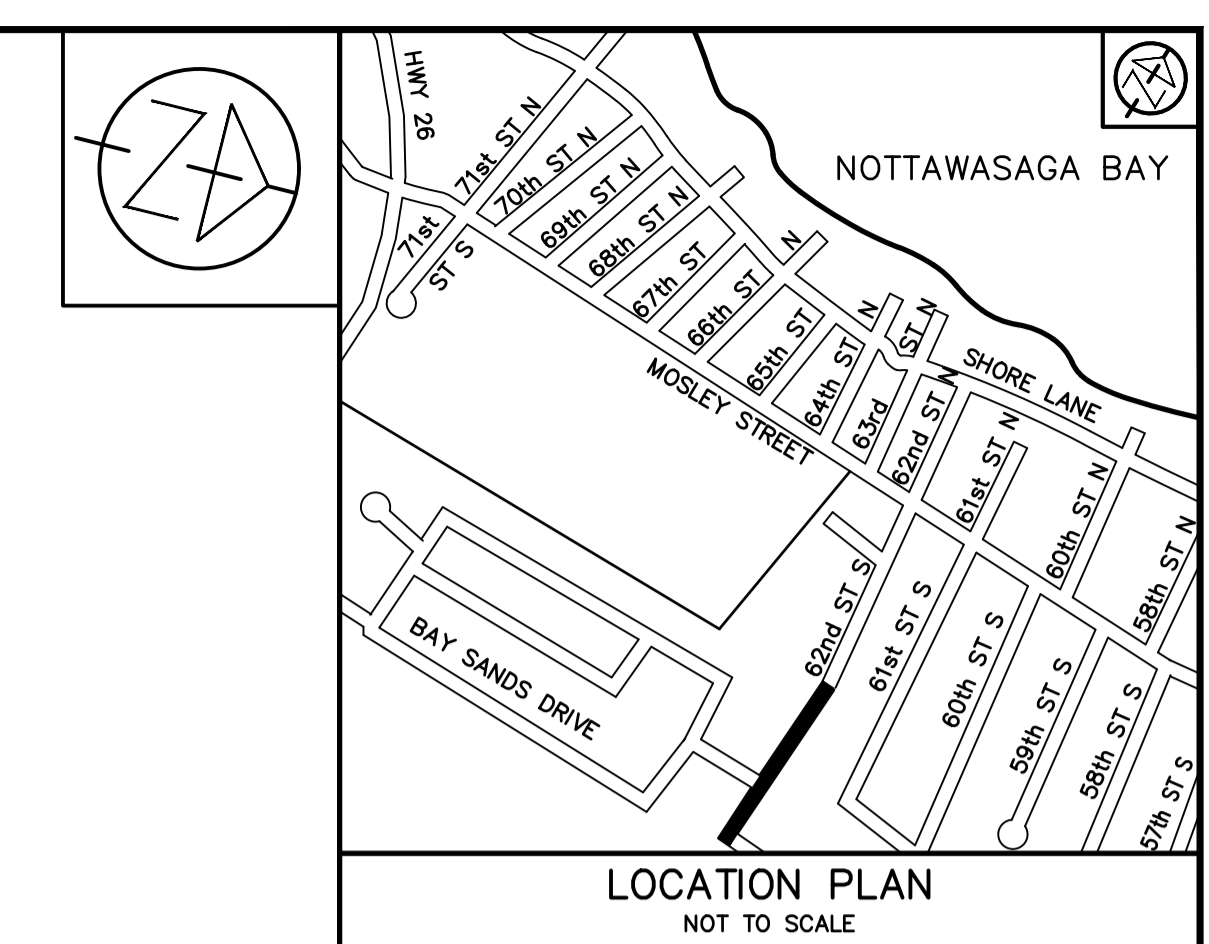 HWY 26
NOTTAWASAGA BAY
71st ST N
70th ST N
69th ST N
68th ST N
67th ST
N
66th ST
N
65th ST
N
64th ST
63rd
ST N
62nd ST N
SHORE LANE
71st
ST S
MOSLEY STREET
61st ST N
60th ST N
58th ST N
62nd ST S
61st ST S
60th ST S
59th ST S
58th ST S
57th ST S
BAY SANDS DRIVE
LOCATION PLAN
NOT TO SCALE